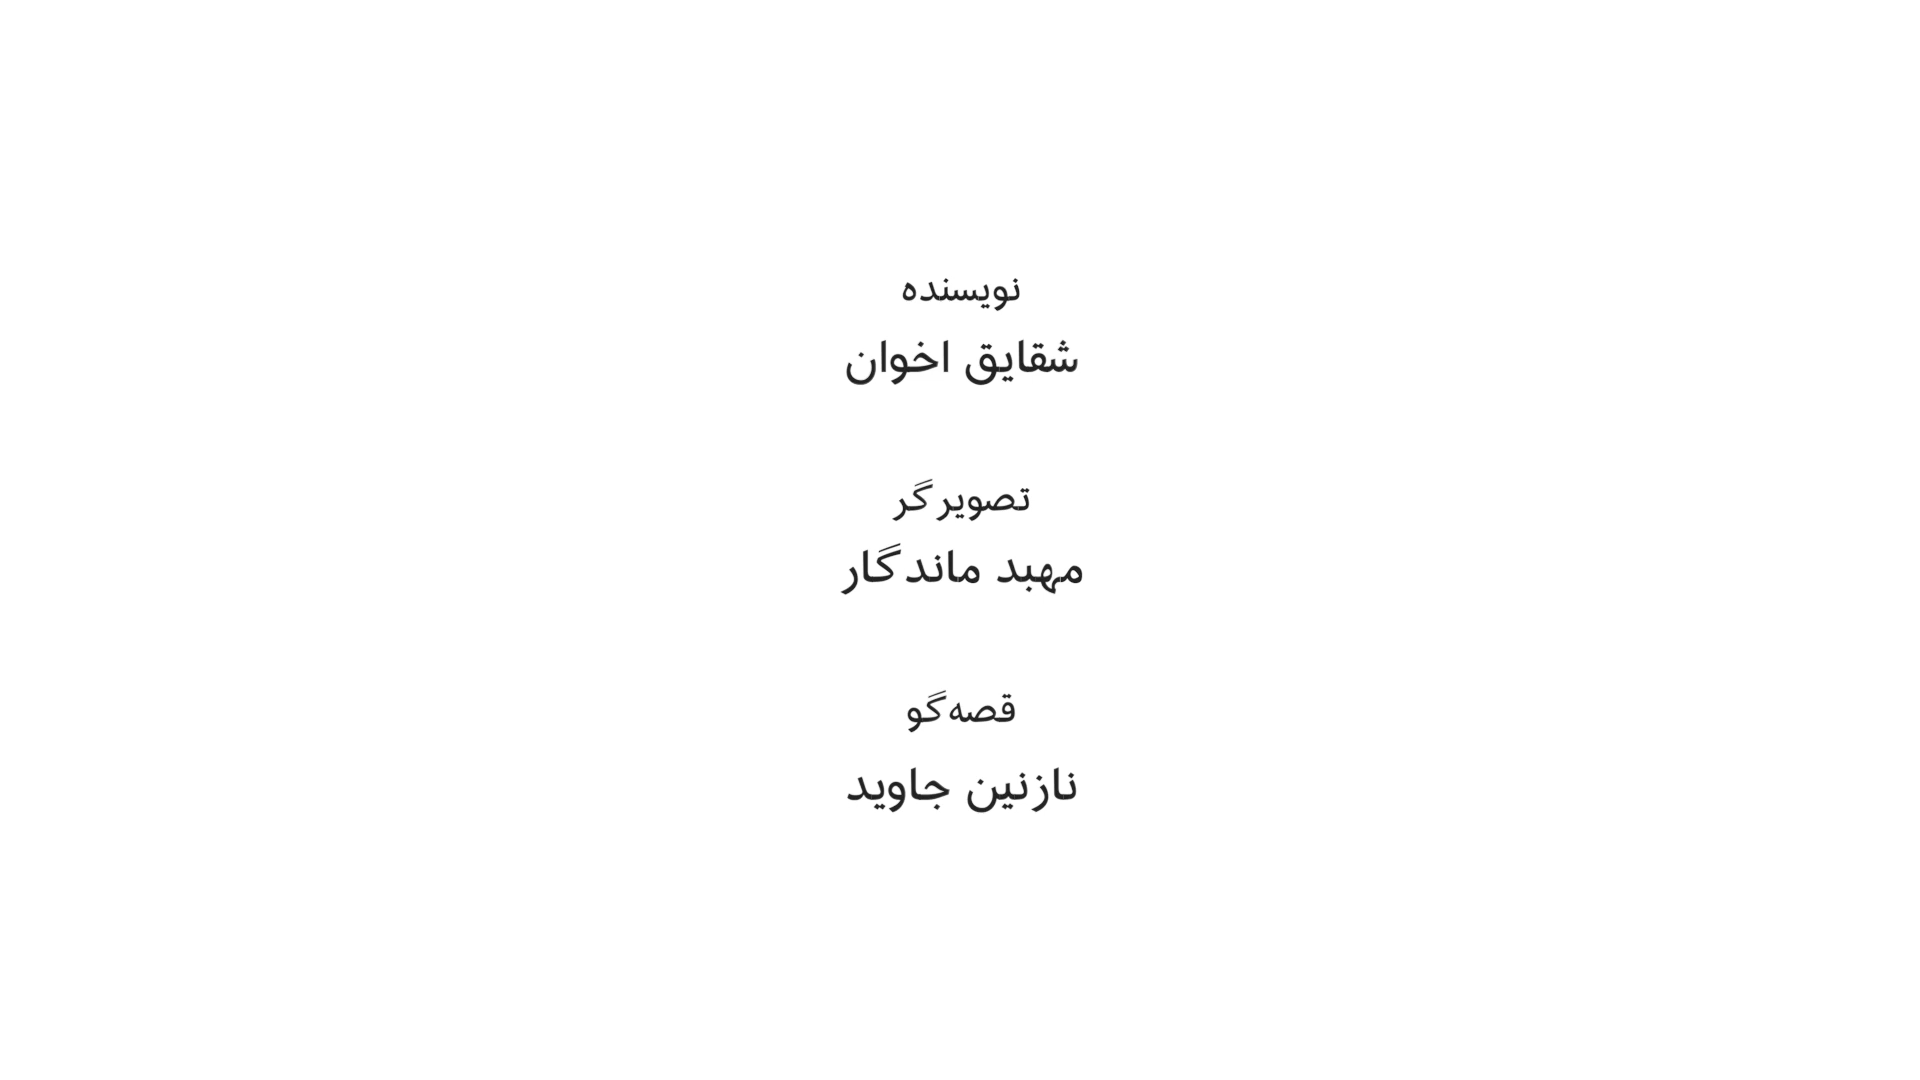 نویسنده
شقایق اخوان
تصویرگر
مهبد ماندگار
قصه‌گو
نازنین جاوید